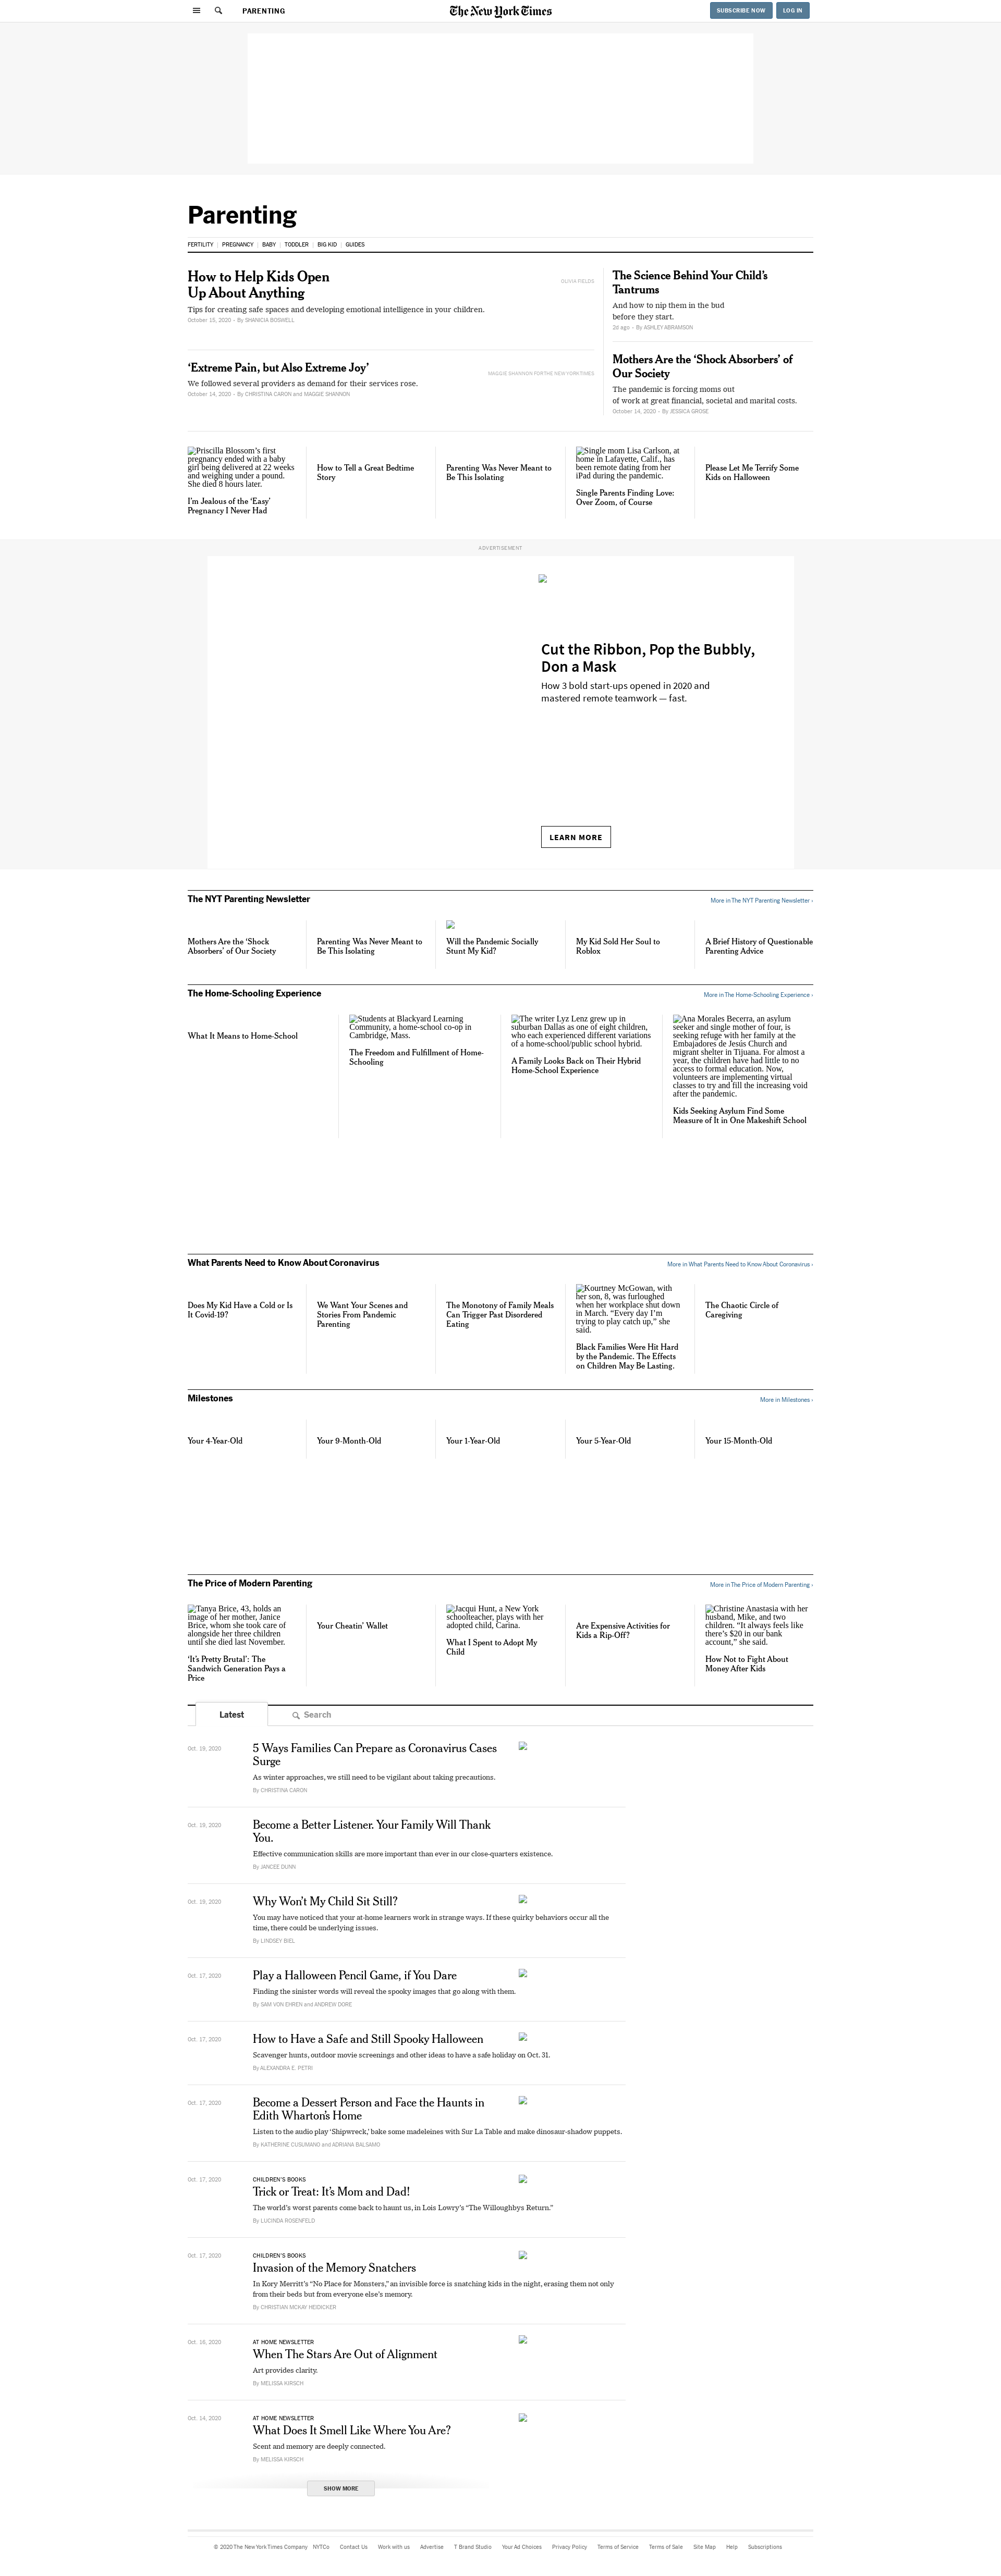 PARENTING
The New York Times
SUBSCRIBE NOW
LOG IN
Parenting
FERTILITY
PREGNANCY
BABY
TODDLER
BIG KID
GUIDES
How to Help Kids Open
Up About Anything
Tips for creating safe spaces and developing emotional intelligence in your children.
October 15, 2020 - By SHANICIA BOSWELL
OLIVIA FIELDS
‘Extreme Pain, but Also Extreme Joy’
We followed several providers as demand for their services rose.
October 14, 2020 - By CHRISTINA CARON and MAGGIE SHANNON
MAGGIE SHANNON FOR THE NEW YORK TIMES
The Science Behind Your Child’s
Tantrums
And how to nip them in the bud
before they start.
2d ago - By ASHLEY ABRAMSON
Mothers Are the ‘Shock Absorbers’ of
Our Society
The pandemic is forcing moms out
of work at great financial, societal and marital costs.
October 14, 2020 - By JESSICA GROSE
Priscilla Blossom’s first
pregnancy ended with a baby
girl being delivered at 22 weeks
and weighing under a pound.
She died 8 hours later.
I’m Jealous of the ‘Easy’
Pregnancy I Never Had
How to Tell a Great Bedtime
Story
Parenting Was Never Meant to
Be This Isolating
Single mom Lisa Carlson, at
home in Lafayette, Calif., has
been remote dating from her
iPad during the pandemic.
Single Parents Finding Love:
Over Zoom, of Course
Please Let Me Terrify Some
Kids on Halloween
ADVERTISEMENT
Cut the Ribbon, Pop the Bubbly,
Don a Mask
How 3 bold start-ups opened in 2020 and
mastered remote teamwork — fast.
LEARN MORE
The NYT Parenting Newsletter
More in The NYT Parenting Newsletter ›
Mothers Are the ‘Shock
Absorbers’ of Our Society
Parenting Was Never Meant to
Be This Isolating
Will the Pandemic Socially
Stunt My Kid?
My Kid Sold Her Soul to
Roblox
A Brief History of Questionable
Parenting Advice
The Home-Schooling Experience
More in The Home-Schooling Experience ›
What It Means to Home-School
Students at Blackyard Learning
Community, a home-school co-op in
Cambridge, Mass.
The Freedom and Fulfillment of Home-
Schooling
The writer Lyz Lenz grew up in
suburban Dallas as one of eight children,
who each experienced different variations
of a home-school/public school hybrid.
A Family Looks Back on Their Hybrid
Home-School Experience
Ana Morales Becerra, an asylum
seeker and single mother of four, is
seeking refuge with her family at the
Embajadores de Jesús Church and
migrant shelter in Tijuana. For almost a
year, the children have had little to no
access to formal education. Now,
volunteers are implementing virtual
classes to try and fill the increasing void
after the pandemic.
Kids Seeking Asylum Find Some
Measure of It in One Makeshift School
What Parents Need to Know About Coronavirus
More in What Parents Need to Know About Coronavirus ›
Does My Kid Have a Cold or Is
It Covid-19?
We Want Your Scenes and
Stories From Pandemic
Parenting
The Monotony of Family Meals
Can Trigger Past Disordered
Eating
Kourtney McGowan, with
her son, 8, was furloughed
when her workplace shut down
in March. “Every day I’m
trying to play catch up,” she
said.
Black Families Were Hit Hard
by the Pandemic. The Effects
on Children May Be Lasting.
The Chaotic Circle of
Caregiving
Milestones
More in Milestones ›
Your 4-Year-Old
Your 9-Month-Old
Your 1-Year-Old
Your 5-Year-Old
Your 15-Month-Old
The Price of Modern Parenting
More in The Price of Modern Parenting ›
Tanya Brice, 43, holds an
image of her mother, Janice
Brice, whom she took care of
alongside her three children
until she died last November.
‘It’s Pretty Brutal’: The
Sandwich Generation Pays a
Price
Your Cheatin’ Wallet
Jacqui Hunt, a New York
schoolteacher, plays with her
adopted child, Carina.
What I Spent to Adopt My
Child
Are Expensive Activities for
Kids a Rip-Off?
Christine Anastasia with her
husband, Mike, and two
children. “It always feels like
there’s $20 in our bank
account,” she said.
How Not to Fight About
Money After Kids
Latest
Search
Oct. 19, 2020
5 Ways Families Can Prepare as Coronavirus Cases
Surge
As winter approaches, we still need to be vigilant about taking precautions.
By CHRISTINA CARON
Oct. 19, 2020
Become a Better Listener. Your Family Will Thank
You.
Effective communication skills are more important than ever in our close-quarters existence.
By JANCEE DUNN
Oct. 19, 2020
Why Won’t My Child Sit Still?
You may have noticed that your at-home learners work in strange ways. If these quirky behaviors occur all the
time, there could be underlying issues.
By LINDSEY BIEL
Oct. 17, 2020
Play a Halloween Pencil Game, if You Dare
Finding the sinister words will reveal the spooky images that go along with them.
By SAM VON EHREN and ANDREW DORE
Oct. 17, 2020
How to Have a Safe and Still Spooky Halloween
Scavenger hunts, outdoor movie screenings and other ideas to have a safe holiday on Oct. 31.
By ALEXANDRA E. PETRI
Oct. 17, 2020
Become a Dessert Person and Face the Haunts in
Edith Wharton’s Home
Listen to the audio play ‘Shipwreck,’ bake some madeleines with Sur La Table and make dinosaur-shadow puppets.
By KATHERINE CUSUMANO and ADRIANA BALSAMO
Oct. 17, 2020
CHILDREN’S BOOKS
Trick or Treat: It’s Mom and Dad!
The world’s worst parents come back to haunt us, in Lois Lowry’s “The Willoughbys Return.”
By LUCINDA ROSENFELD
Oct. 17, 2020
CHILDREN’S BOOKS
Invasion of the Memory Snatchers
In Kory Merritt’s “No Place for Monsters,” an invisible force is snatching kids in the night, erasing them not only
from their beds but from everyone else’s memory.
By CHRISTIAN MCKAY HEIDICKER
Oct. 16, 2020
AT HOME NEWSLETTER
When The Stars Are Out of Alignment
Art provides clarity.
By MELISSA KIRSCH
Oct. 14, 2020
AT HOME NEWSLETTER
What Does It Smell Like Where You Are?
Scent and memory are deeply connected.
By MELISSA KIRSCH
SHOW MORE
© 2020 The New York Times Company
NYTCo
Contact Us
Work with us
Advertise
T Brand Studio
Your Ad Choices
Privacy Policy
Terms of Service
Terms of Sale
Site Map
Help
Subscriptions